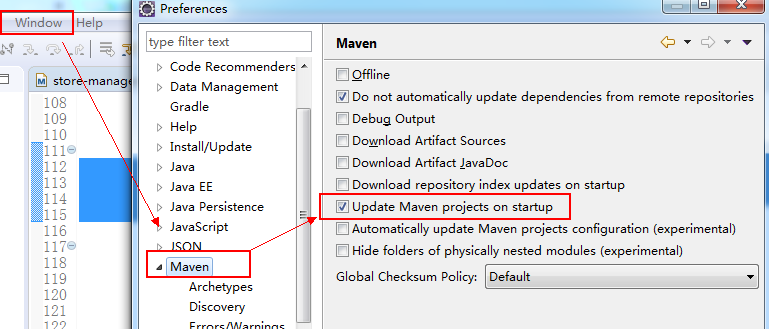 Window Help
store-manage
108
109
110
111
112
113
114
115
116
117
118
119
120
121
122
Preferences
type filter text
Code Recommenders
Data Management
Gradle
Help
Install/Update
Java
Java EE
Java Persistence
JavaScript
JSON
Maven
Archetypes
Discovery
Errors/Warnings
Maven
Offline
Do not automatically update dependencies from remote repositories
Debug Output
Download Artifact Sources
Download Artifact JavaDoc
Download repository index updates on startup
Update Maven projects on startup
Automatically update Maven projects configuration (experimental)
Hide folders of physically nested modules (experimental)
Global Checksum Policy: Default